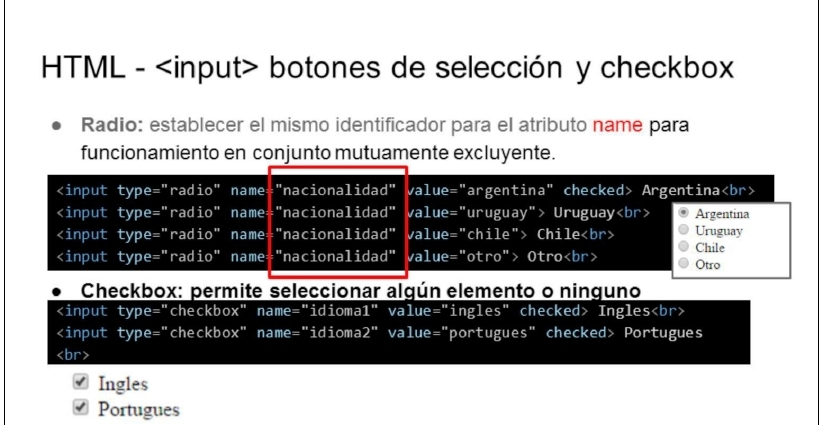 HTML - <input> botones de selección y checkbox
● Radio: establecer el mismo identificador para el atributo name para
funcionamiento en conjunto mutuamente excluyente.
<input type="radio" name="nacionalidad" value="argentina" checked> Argentina<br>
<input type="radio" name="nacionalidad" value="uruguay"> Uruguay<br>
<input type="radio" name="nacionalidad" value="chile"> Chile<br>
<input type="radio" name="nacionalidad" value="otro"> Otro<br>
Argentina
Uruguay
Chile
Otro
● Checkbox: permite seleccionar algún elemento o ninguno
<input type="checkbox" name="idioma1" value="ingles" checked> Ingles<br>
<input type="checkbox" name="idioma2" value="portugues" checked> Portugues
<br>
Ingles
Portugues